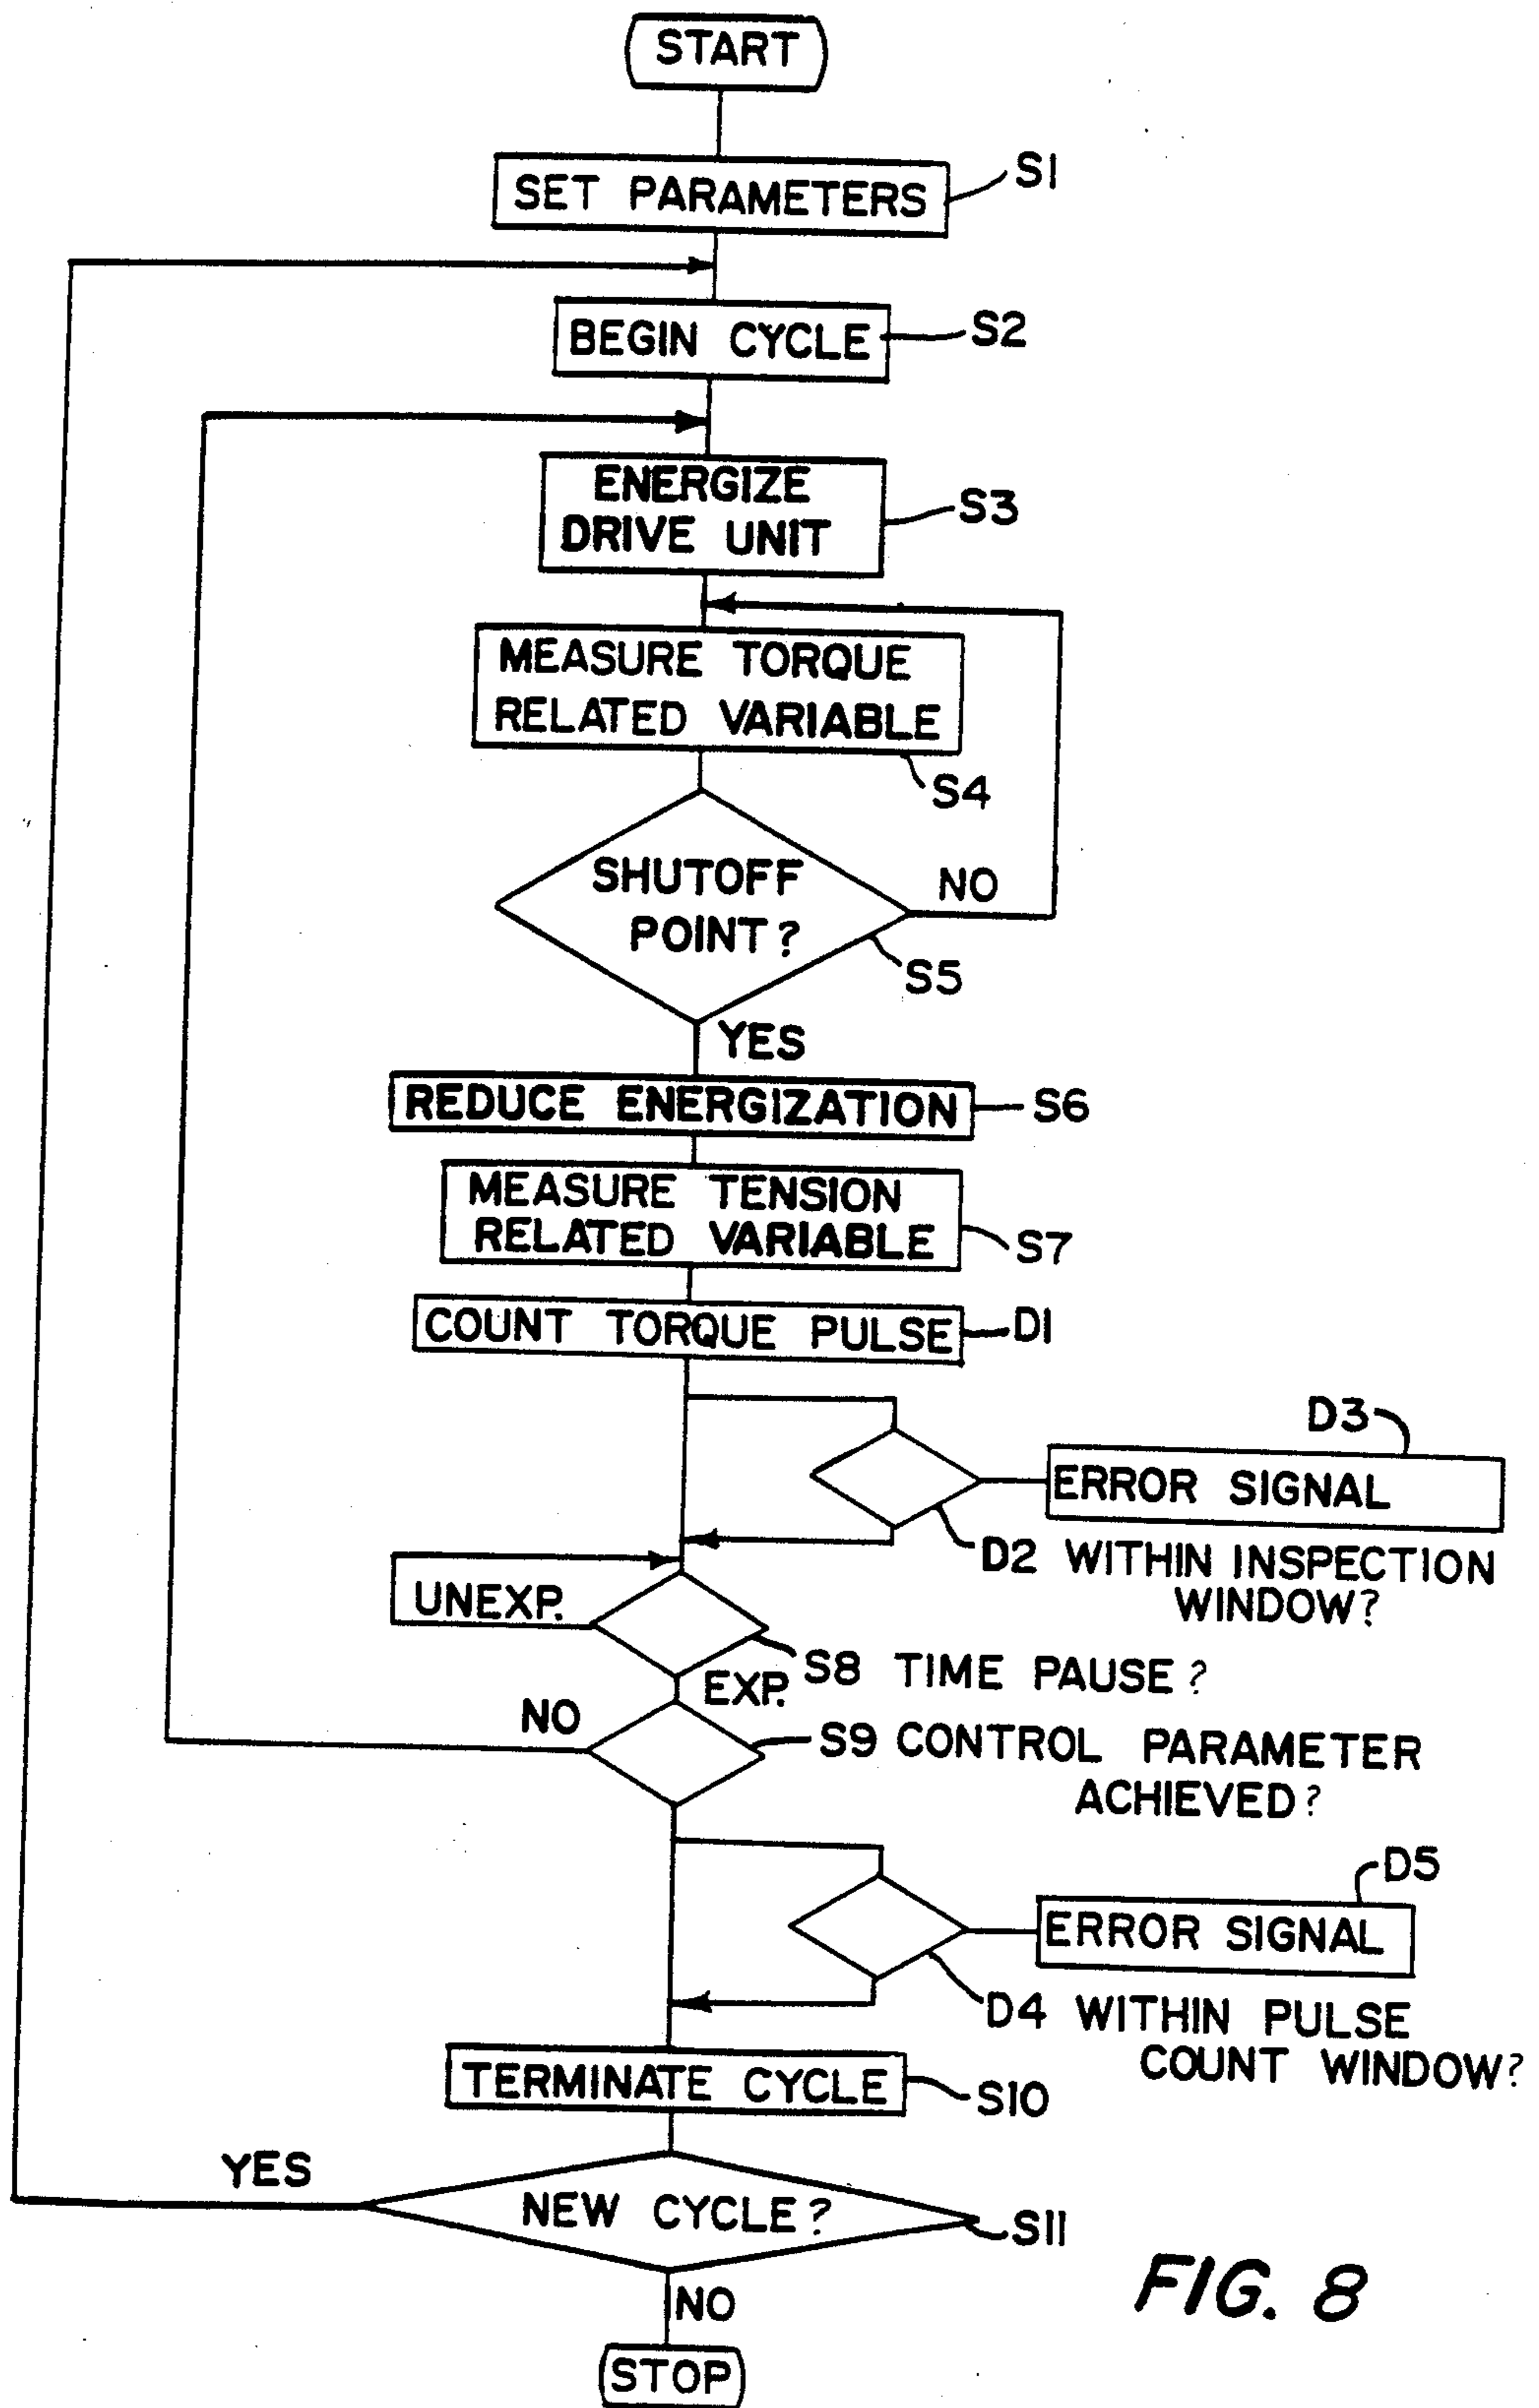 START
SET PARAMETERS
S1
BEGIN CYCLE
S2
ENERGIZE
DRIVE UNIT
S3
MEASURE TORQUE
RELATED VARIABLE
S4
SHUTOFF
POINT?
NO
S5
YES
REDUCE ENERGIZATION
S6
MEASURE TENSION
RELATED VARIABLE
S7
COUNT TORQUE PULSE
D1
D3
ERROR SIGNAL
D2 WITHIN INSPECTION
WINDOW?
UNEXP.
S8 TIME PAUSE?
EXP.
NO
S9 CONTROL PARAMETER
ACHIEVED?
D5
ERROR SIGNAL
D4 WITHIN PULSE
COUNT WINDOW?
TERMINATE CYCLE
S10
YES
NEW CYCLE?
S11
NO
STOP
FIG. 8